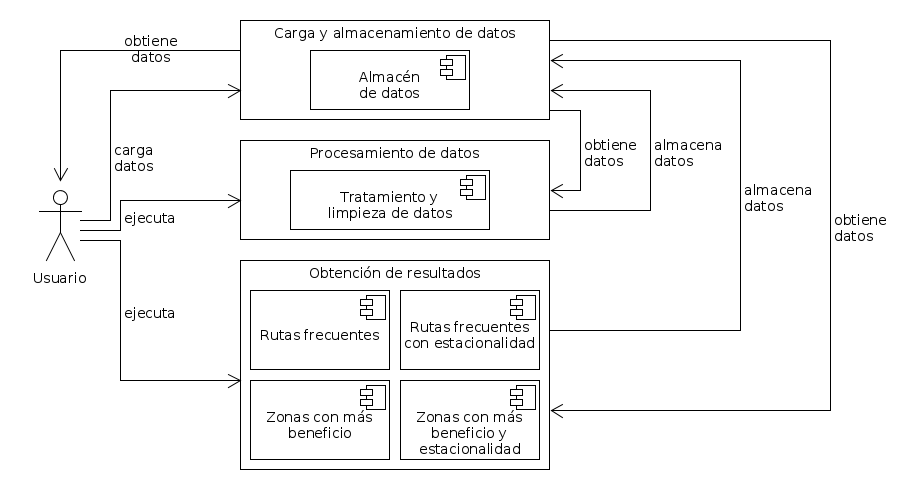 Carga y almacenamiento de datos
obtiene
datos
Almacén
de datos
carga
datos
Procesamiento de datos
obtiene
datos
almacena
datos
Tratamiento y
limpieza de datos
ejecuta
almacena
datos
obtiene
datos
Usuario
Obtención de resultados
ejecuta
Rutas frecuentes
Rutas frecuentes
con estacionalidad
Zonas con más
beneficio
Zonas con más
beneficio y
estacionalidad